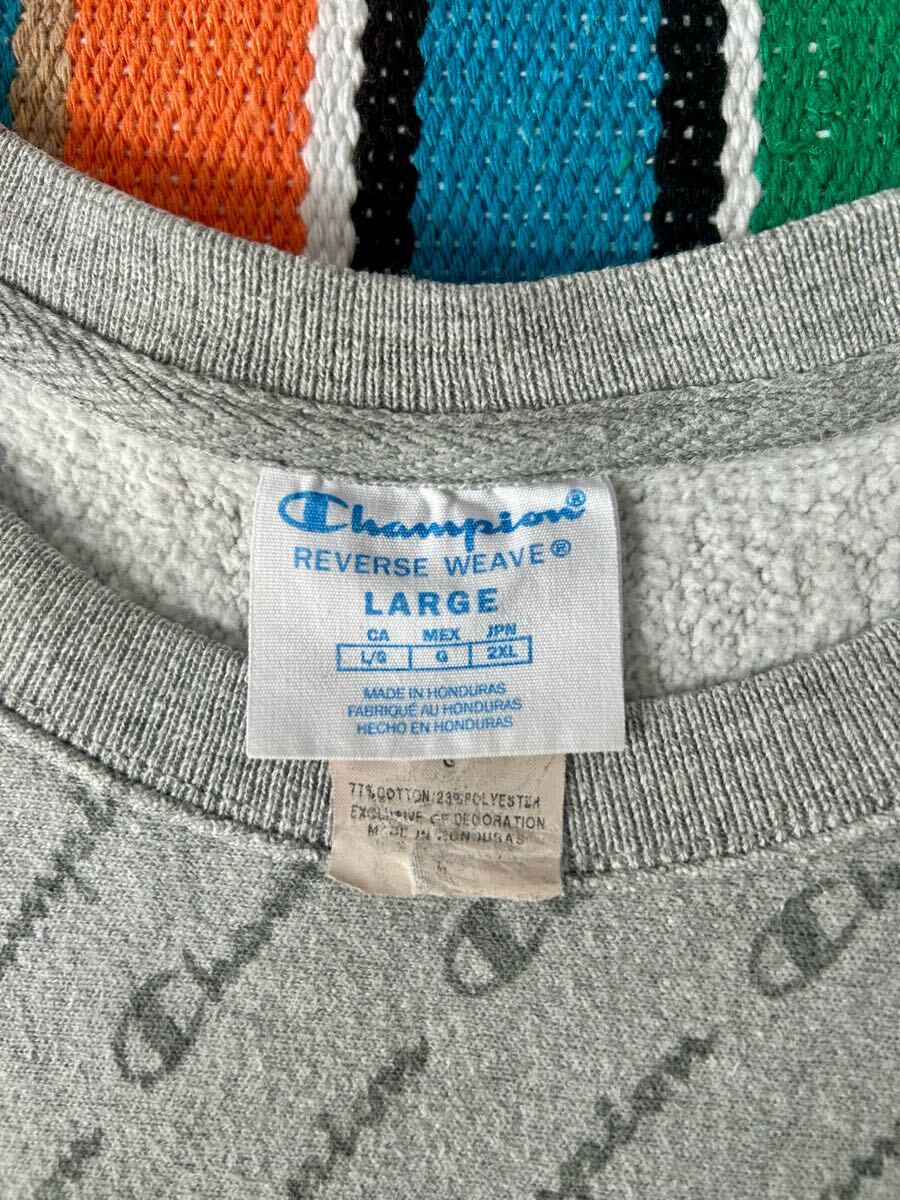 Champion®
REVERSE WEAVE®
LARGE
CA MEX JPN
L/G G 2XL
MADE IN HONDURAS
FABRIQUÉ AU HONDURAS
HECHO EN HONDURAS
77% COTTON/23% POLYESTER
EXCLUSIVE OF DECORATION
MADE IN HONDURAS
Champion